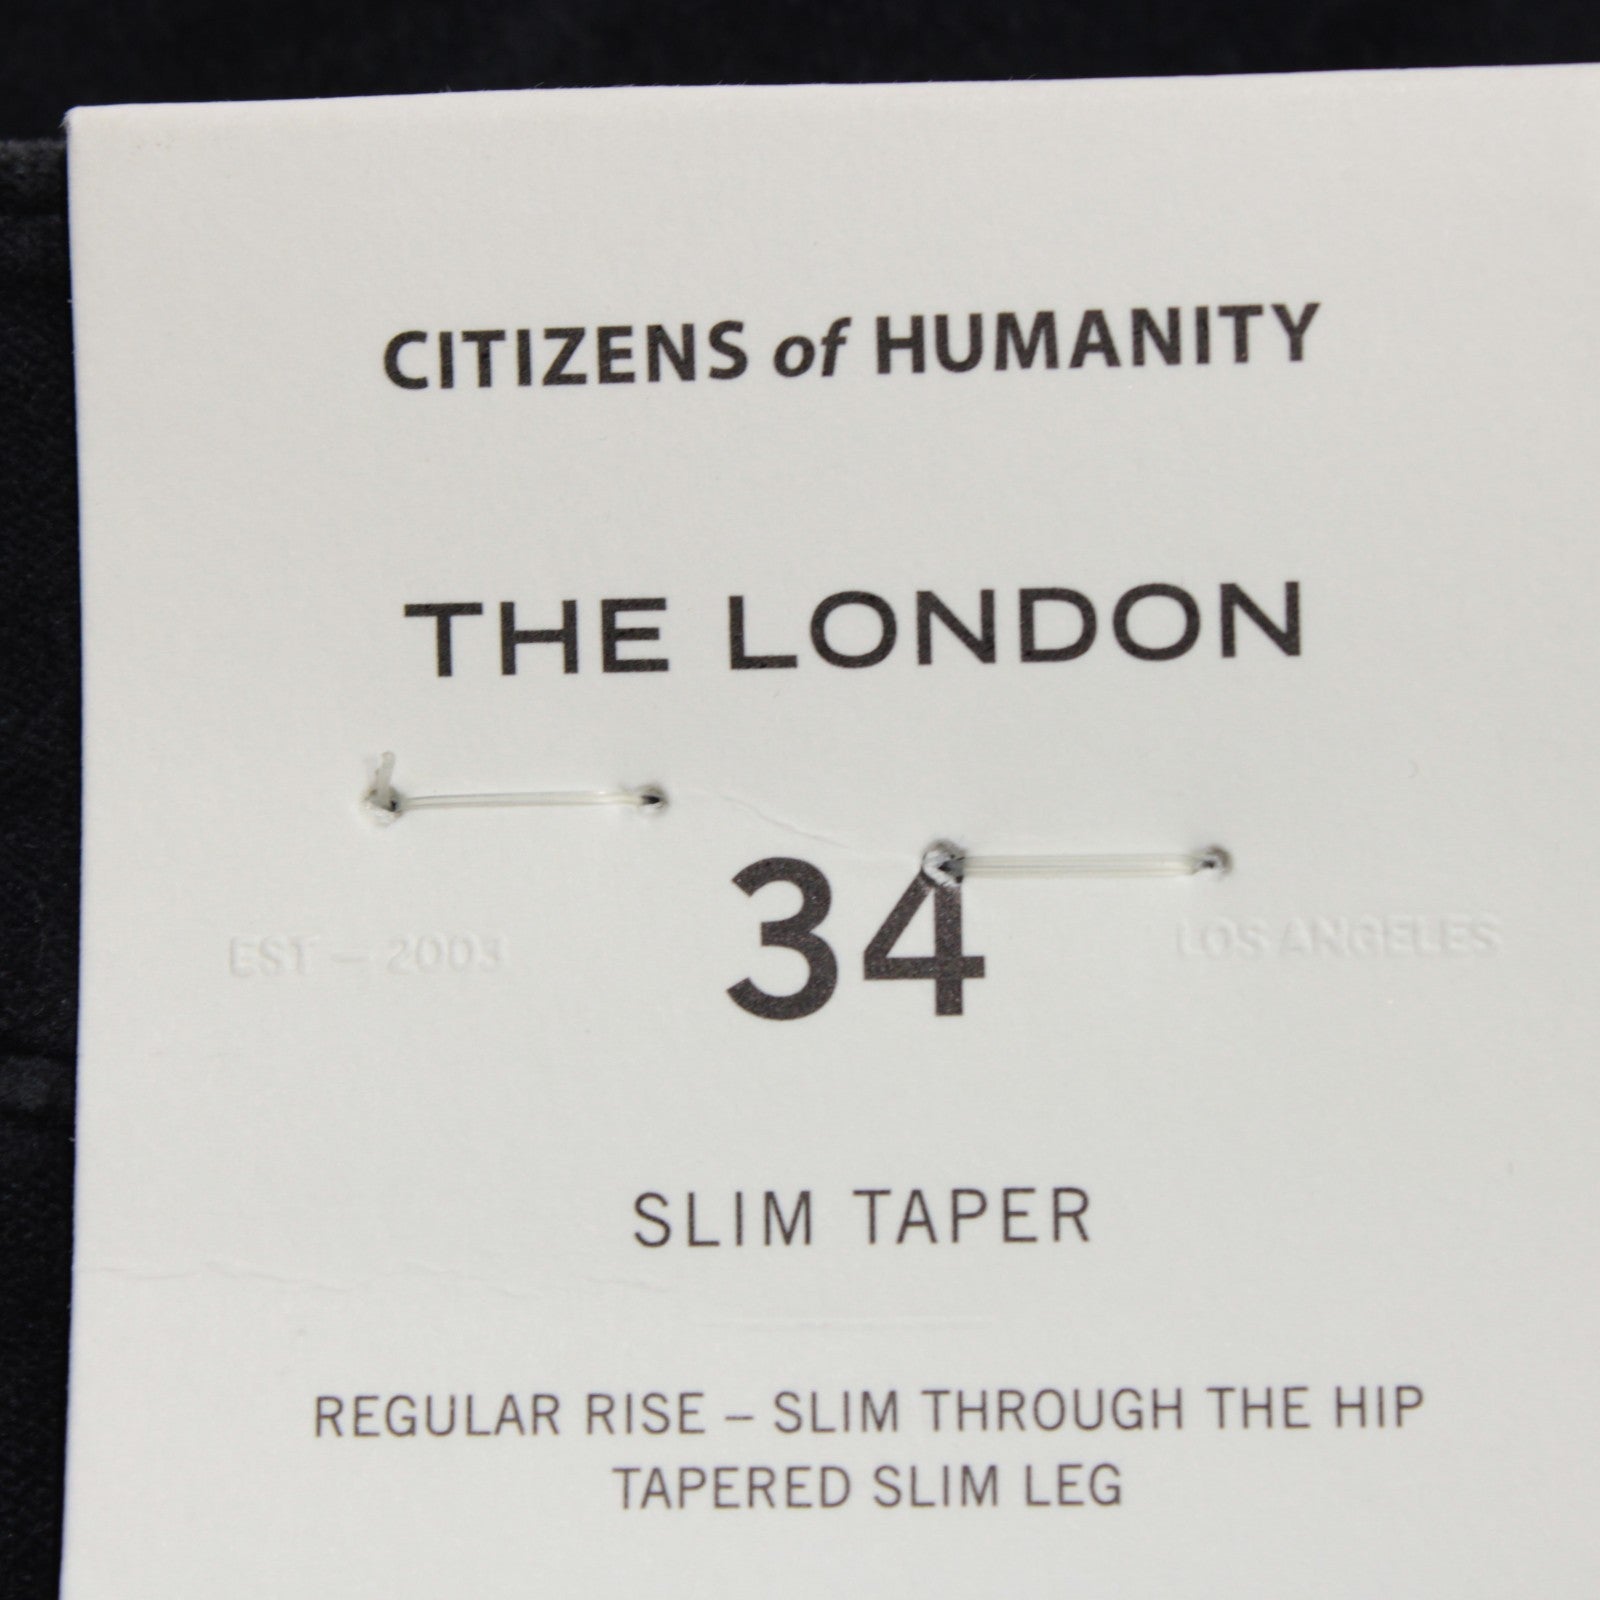 CITIZENS of HUMANITY
THE LONDON
34
EST – 2003
LOS ANGELES
SLIM TAPER
REGULAR RISE – SLIM THROUGH THE HIP
TAPERED SLIM LEG